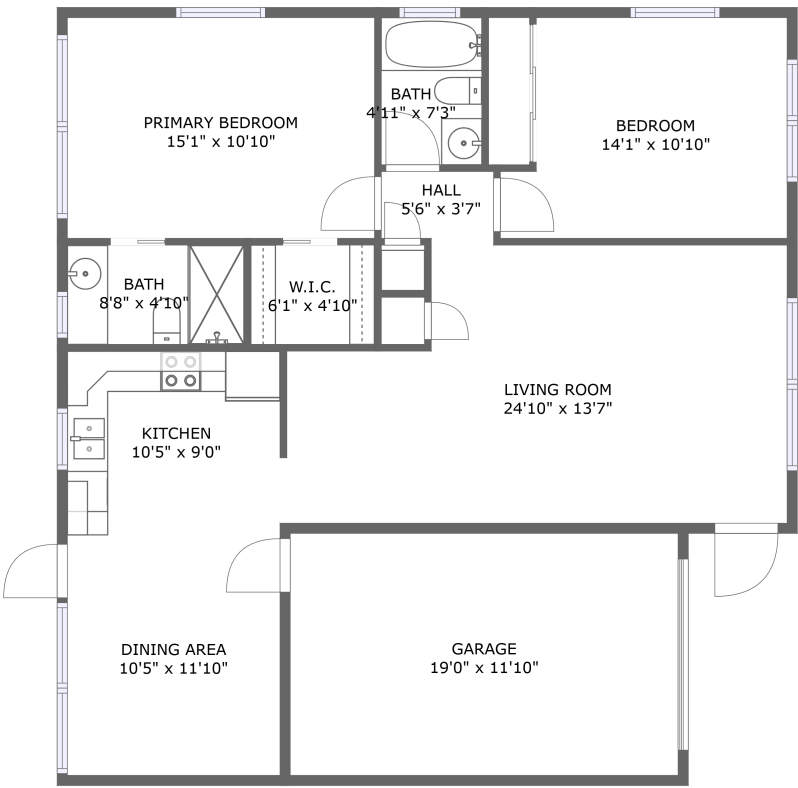 PRIMARY BEDROOM
15'1" x 10'10"
BATH
4'11" x 7'3"
BEDROOM
14'1" x 10'10"
HALL
5'6" x 3'7"
BATH
8'8" x 4'10"
W.I.C.
6'1" x 4'10"
LIVING ROOM
24'10" x 13'7"
KITCHEN
10'5" x 9'0"
DINING AREA
10'5" x 11'10"
GARAGE
19'0" x 11'10"